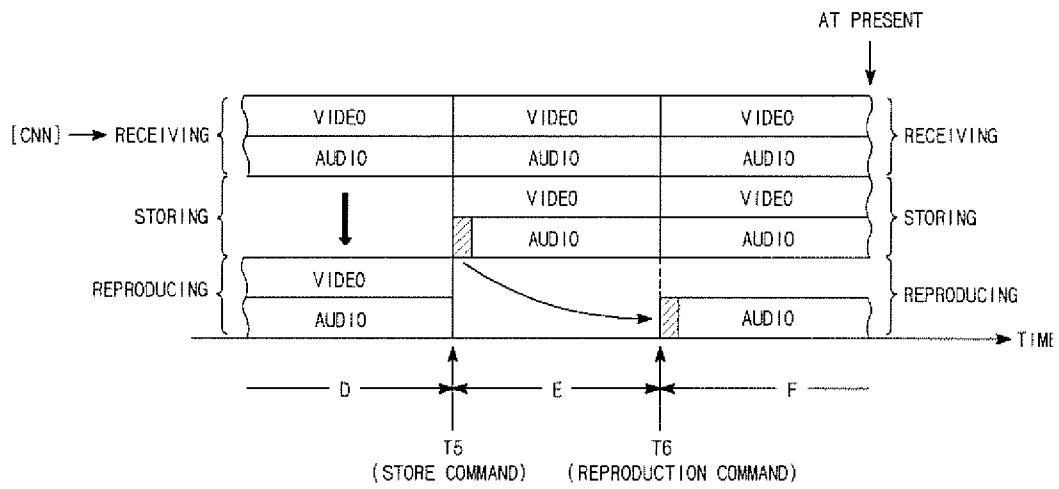 AT PRESENT
VIDEO VIDEO VIDEO
[CNN] RECEIVING RECEIVING
AUDIO AUDIO AUDIO
VIDEO VIDEO
STORING STORING
AUDIO AUDIO
VIDEO
REPRODUCING REPRODUCING
AUDIO AUDIO
TIME
D E F
T5 T6
(STORE COMMAND) (REPRODUCTION COMMAND)